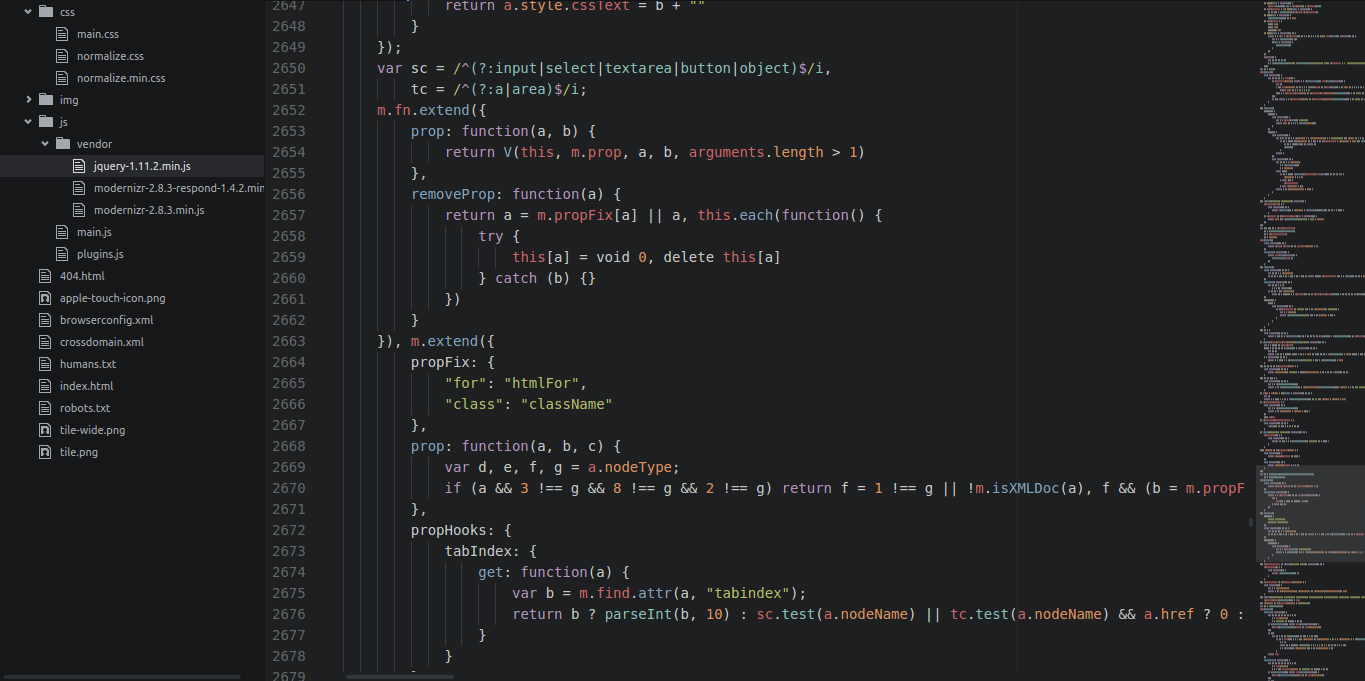 css
main.css
normalize.css
normalize.min.css
img
js
vendor
jquery-1.11.2.min.js
modernizr-2.8.3-respond-1.4.2.min
modernizr-2.8.3.min.js
main.js
plugins.js
404.html
apple-touch-icon.png
browserconfig.xml
crossdomain.xml
humans.txt
index.html
robots.txt
tile-wide.png
tile.png
2647 return a.style.cssText = b + ""
2648 }
2649 });
2650 var sc = /^(?:input|select|textarea|button|object)$/i,
2651 tc = /^(?:a|area)$/i;
2652 m.fn.extend({
2653 prop: function(a, b) {
2654 return V(this, m.prop, a, b, arguments.length > 1)
2655 },
2656 removeProp: function(a) {
2657 return a = m.propFix[a] || a, this.each(function() {
2658 try {
2659 this[a] = void 0, delete this[a]
2660 } catch (b) {}
2661 })
2662 }
2663 }), m.extend({
2664 propFix: {
2665 "for": "htmlFor",
2666 "class": "className"
2667 },
2668 prop: function(a, b, c) {
2669 var d, e, f, g = a.nodeType;
2670 if (a && 3 !== g && 8 !== g && 2 !== g) return f = 1 !== g || !m.isXMLDoc(a), f && (b = m.propF
2671 },
2672 propHooks: {
2673 tabIndex: {
2674 get: function(a) {
2675 var b = m.find.attr(a, "tabindex");
2676 return b ? parseInt(b, 10) : sc.test(a.nodeName) || tc.test(a.nodeName) && a.href ? 0 :
2677 }
2678 }
2679